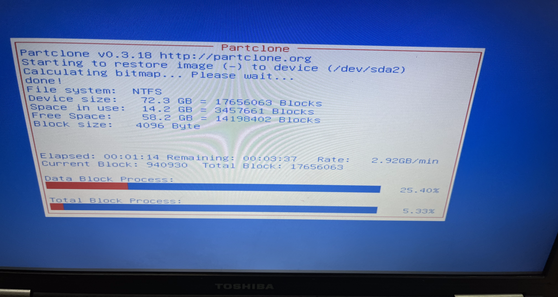 Partclone
Partclone v0.3.18 http://partclone.org
Starting to restore image (-) to device (/dev/sda2)
Calculating bitmap... Please wait...
done!
File system:  NTFS
Device size:   72.3 GB = 17656063 Blocks
Space in use:  14.2 GB = 3457661 Blocks
Free Space:    58.2 GB = 14198402 Blocks
Block size:   4096 Byte
Elapsed: 00:01:14 Remaining: 00:03:37  Rate:   2.92GB/min
Current Block: 940930  Total Block: 17656063
Data Block Process:
25.40%
Total Block Process:
5.33%
TOSHIBA